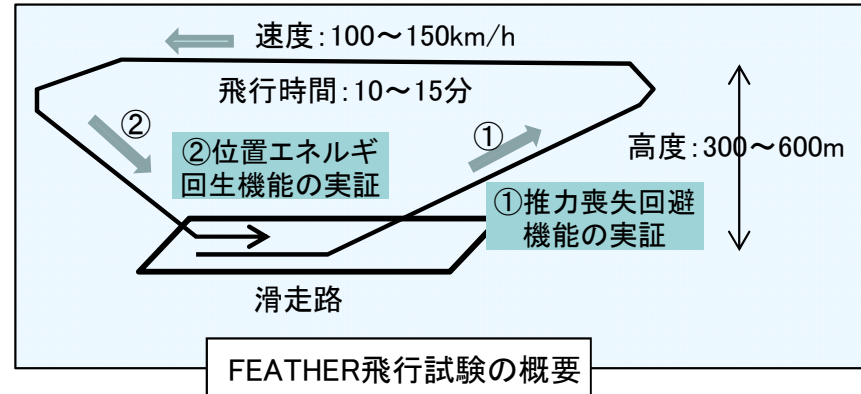 速度:100～150km/h
飛行時間:10～15分
②
①
②位置エネルギ
回生機能の実証
高度:300～600m
①推力喪失回避
機能の実証
滑走路
FEATHER飛行試験の概要